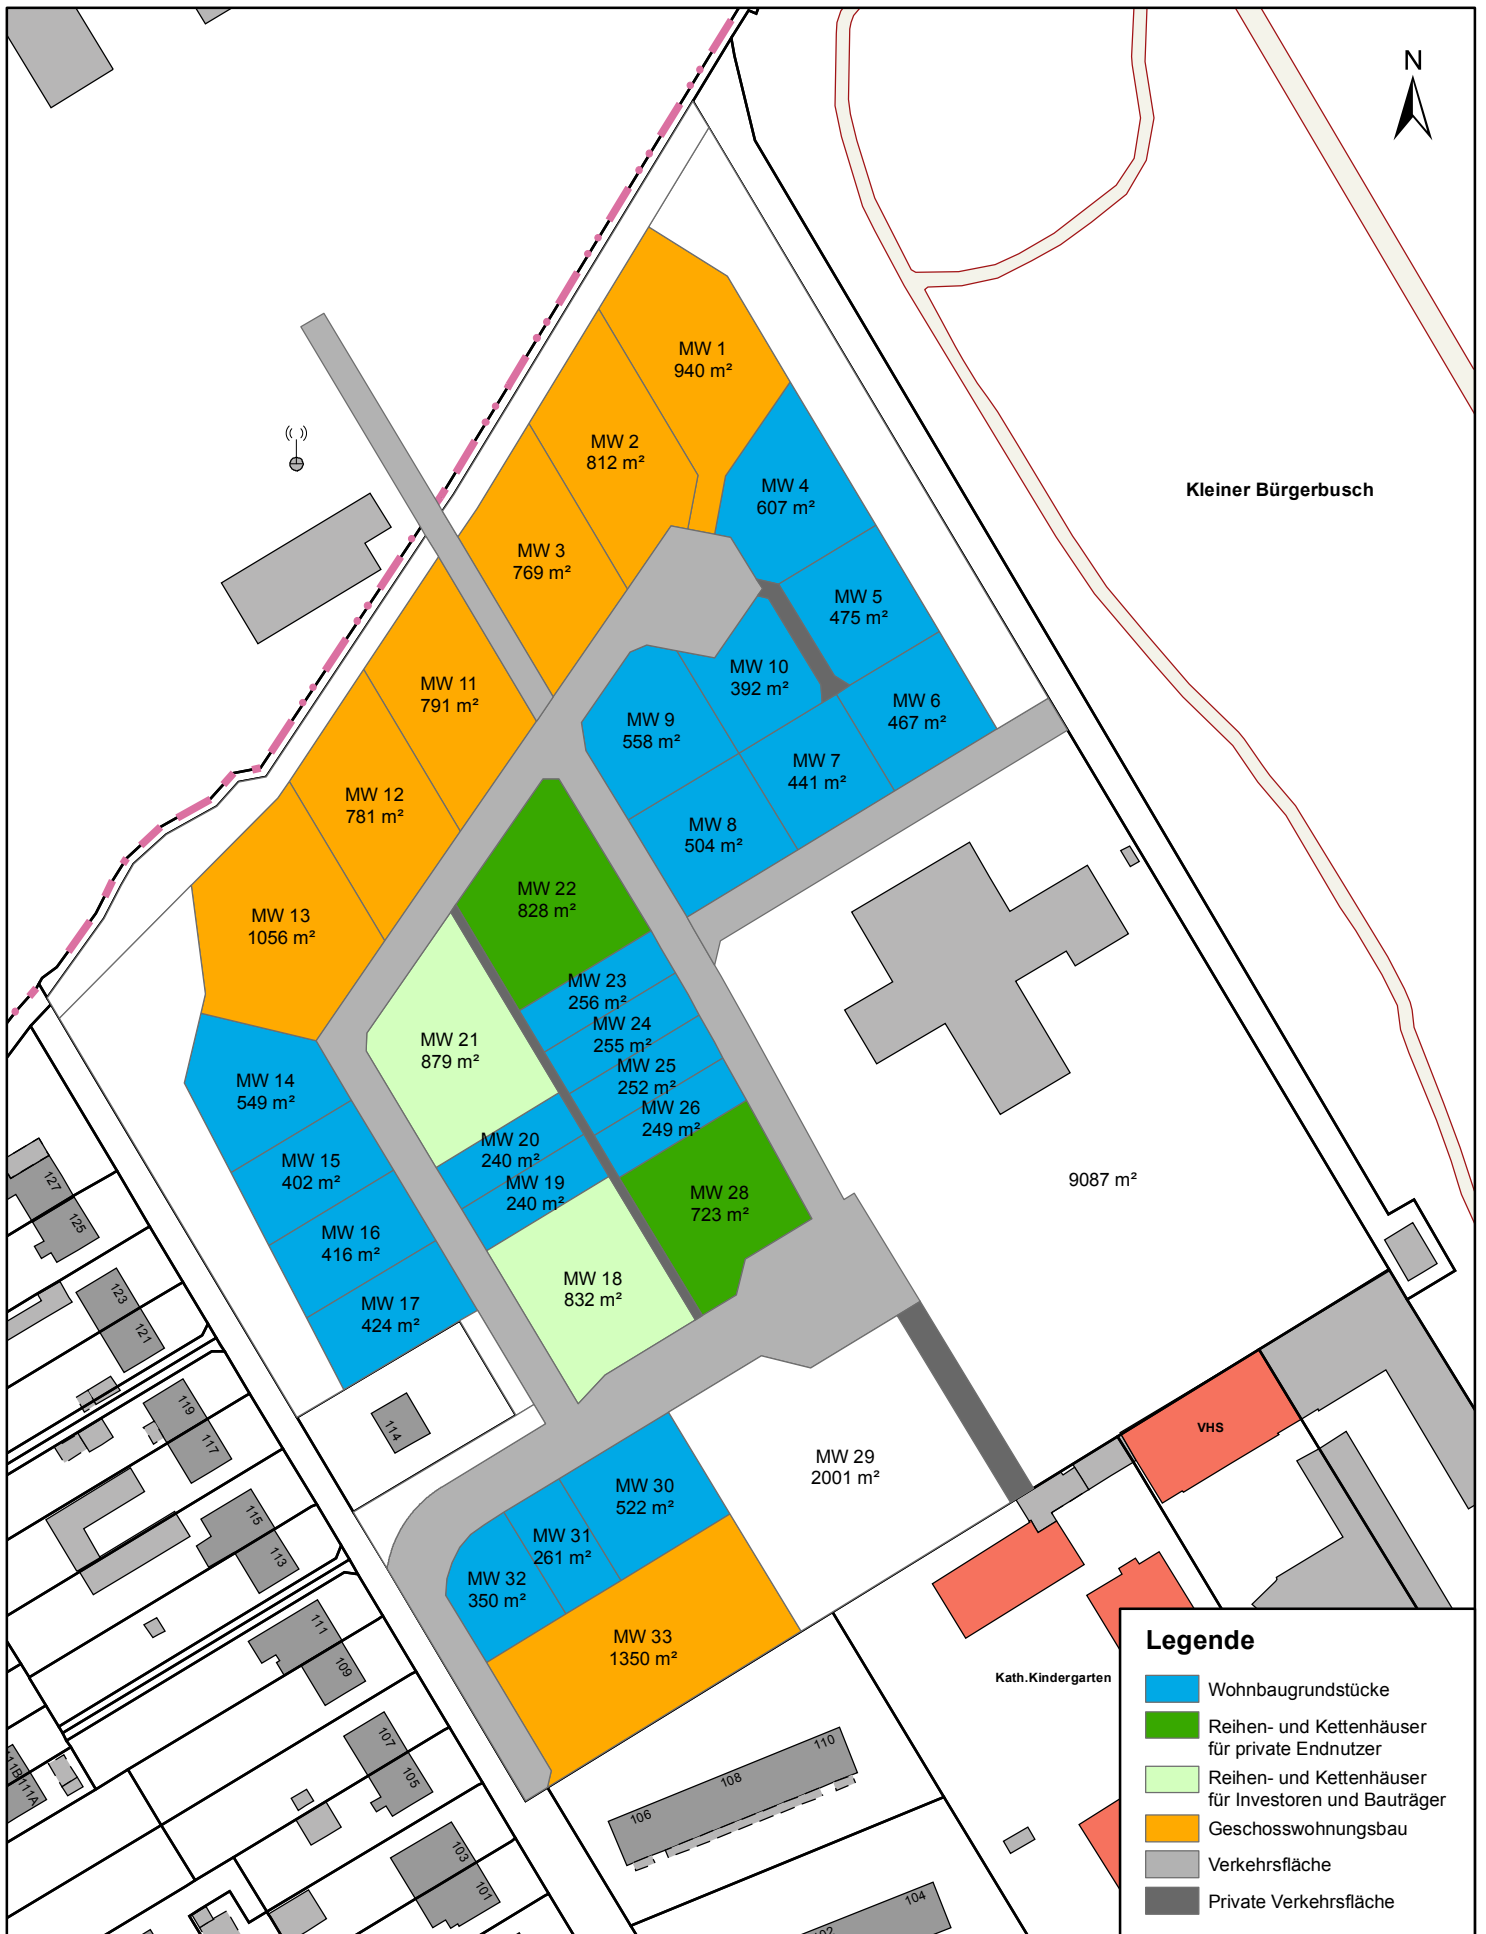 N
MW 1
940 m²
MW 2
812 m²
MW 4
607 m²
Kleiner Bürgerbusch
MW 3
769 m²
MW 5
475 m²
MW 10
392 m²
MW 11
791 m²
MW 6
467 m²
MW 9
558 m²
MW 7
441 m²
MW 12
781 m²
MW 8
504 m²
MW 22
828 m²
MW 13
1056 m²
MW 23
256 m²
MW 24
255 m²
MW 21
879 m²
MW 25
252 m²
MW 14
549 m²
MW 26
249 m²
MW 20
240 m²
MW 15
402 m²
MW 19
240 m²
9087 m²
MW 28
723 m²
127
125
MW 16
416 m²
MW 18
832 m²
MW 17
424 m²
123
121
119
117
114
VHS
MW 29
2001 m²
MW 30
522 m²
115
113
MW 31
261 m²
MW 32
350 m²
111
109
MW 33
1350 m²
Kath.Kindergarten
107
105
110
108
106
111A
103
101
104
102
Legende
Wohnbaugrundstücke
Reihen- und Kettenhäuser
für private Endnutzer
Reihen- und Kettenhäuser
für Investoren und Bauträger
Geschosswohnungsbau
Verkehrsfläche
Private Verkehrsfläche